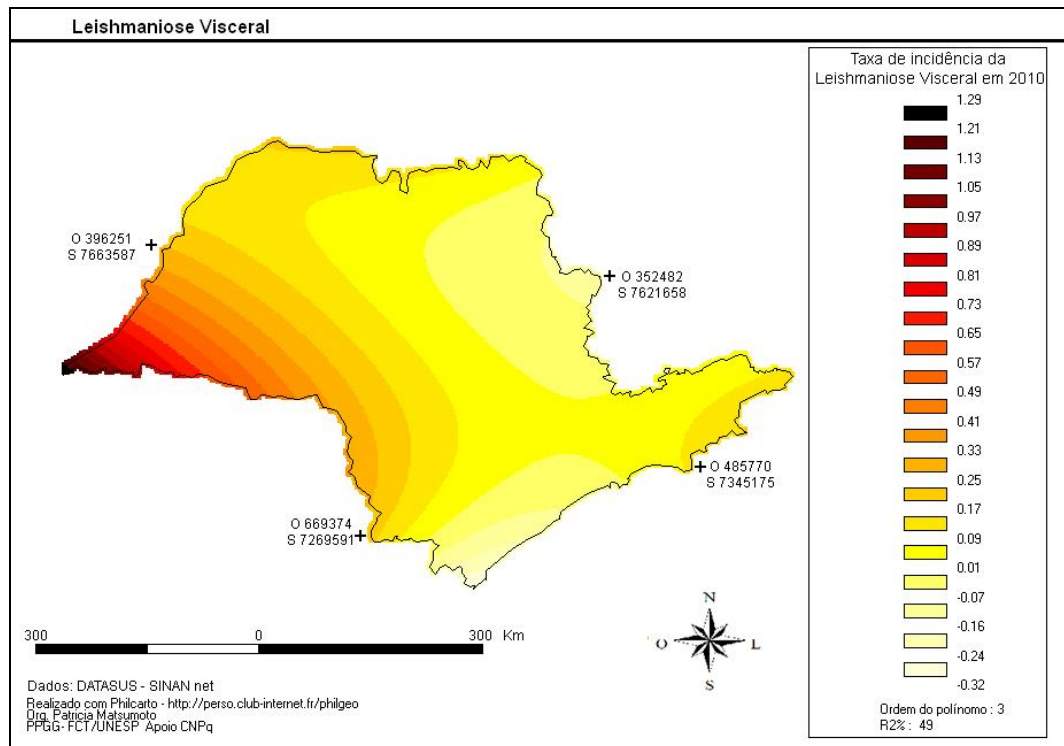 Leishmaniose Visceral
Taxa de incidência da
Leishmaniose Visceral em 2010
1.29
1.21
1.13
1.05
0.97
0.89
0.81
0.73
0.65
0.57
0.49
0.41
0.33
0.25
0.17
0.09
0.01
-0.07
-0.16
-0.24
-0.32
Ordem do polínomo : 3
R2% : 49
O 396251
S 7663587
O 352482
S 7621658
O 485770
S 7345175
O 669374
S 7269591
N
O L
S
300 0 300 Km
Dados: DATASUS - SINAN net
Realizado com Philcarto - http://perso.club-internet.fr/philgeo
Org. Patricia Matsumoto
PPGG- FCT/UNESP Apoio CNPq